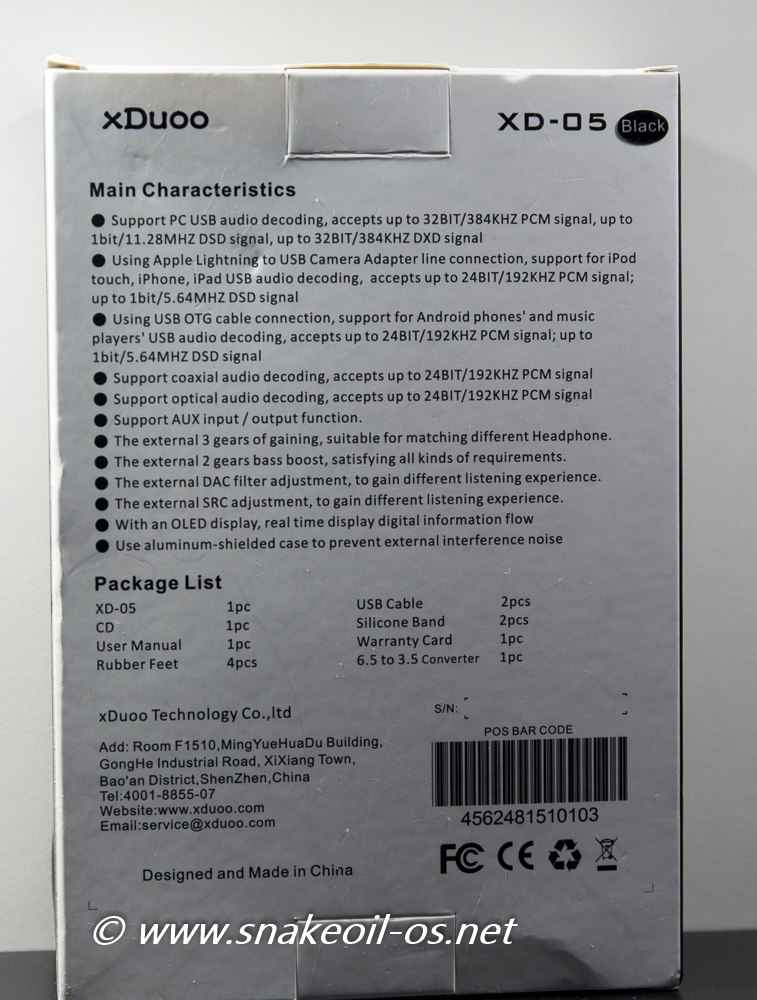 xDuoo
XD-05 Black
Main Characteristics
● Support PC USB audio decoding, accepts up to 32BIT/384KHZ PCM signal, up to
1bit/11.28MHZ DSD signal, up to 32BIT/384KHZ DXD signal
● Using Apple Lightning to USB Camera Adapter line connection, support for iPod
touch, iPhone, iPad USB audio decoding, accepts up to 24BIT/192KHZ PCM signal;
up to 1bit/5.64MHZ DSD signal
● Using USB OTG cable connection, support for Android phones' and music
players' USB audio decoding, accepts up to 24BIT/192KHZ PCM signal; up to
1bit/5.64MHZ DSD signal
● Support coaxial audio decoding, accepts up to 24BIT/192KHZ PCM signal
● Support optical audio decoding, accepts up to 24BIT/192KHZ PCM signal
● Support AUX input / output function.
● The external 3 gears of gaining, suitable for matching different Headphone.
● The external 2 gears bass boost, satisfying all kinds of requirements.
● The external DAC filter adjustment, to gain different listening experience.
● The external SRC adjustment, to gain different listening experience.
● With an OLED display, real time display digital information flow
● Use aluminum-shielded case to prevent external interference noise
Package List
XD-05 1pc USB Cable 2pcs
CD 1pc Silicone Band 2pcs
User Manual 1pc Warranty Card 1pc
Rubber Feet 4pcs 6.5 to 3.5 Converter 1pc
xDuoo Technology Co.,ltd
Add: Room F1510,MingYueHuaDu Building,
GongHe Industrial Road, XiXiang Town,
Bao'an District,ShenZhen,China
Tel:4001-8855-07
Website:www.xduoo.com
Email:service@xduoo.com
Designed and Made in China
S/N:
POS BAR CODE
4562481510103
FC CE
© www.snakeoil-os.net